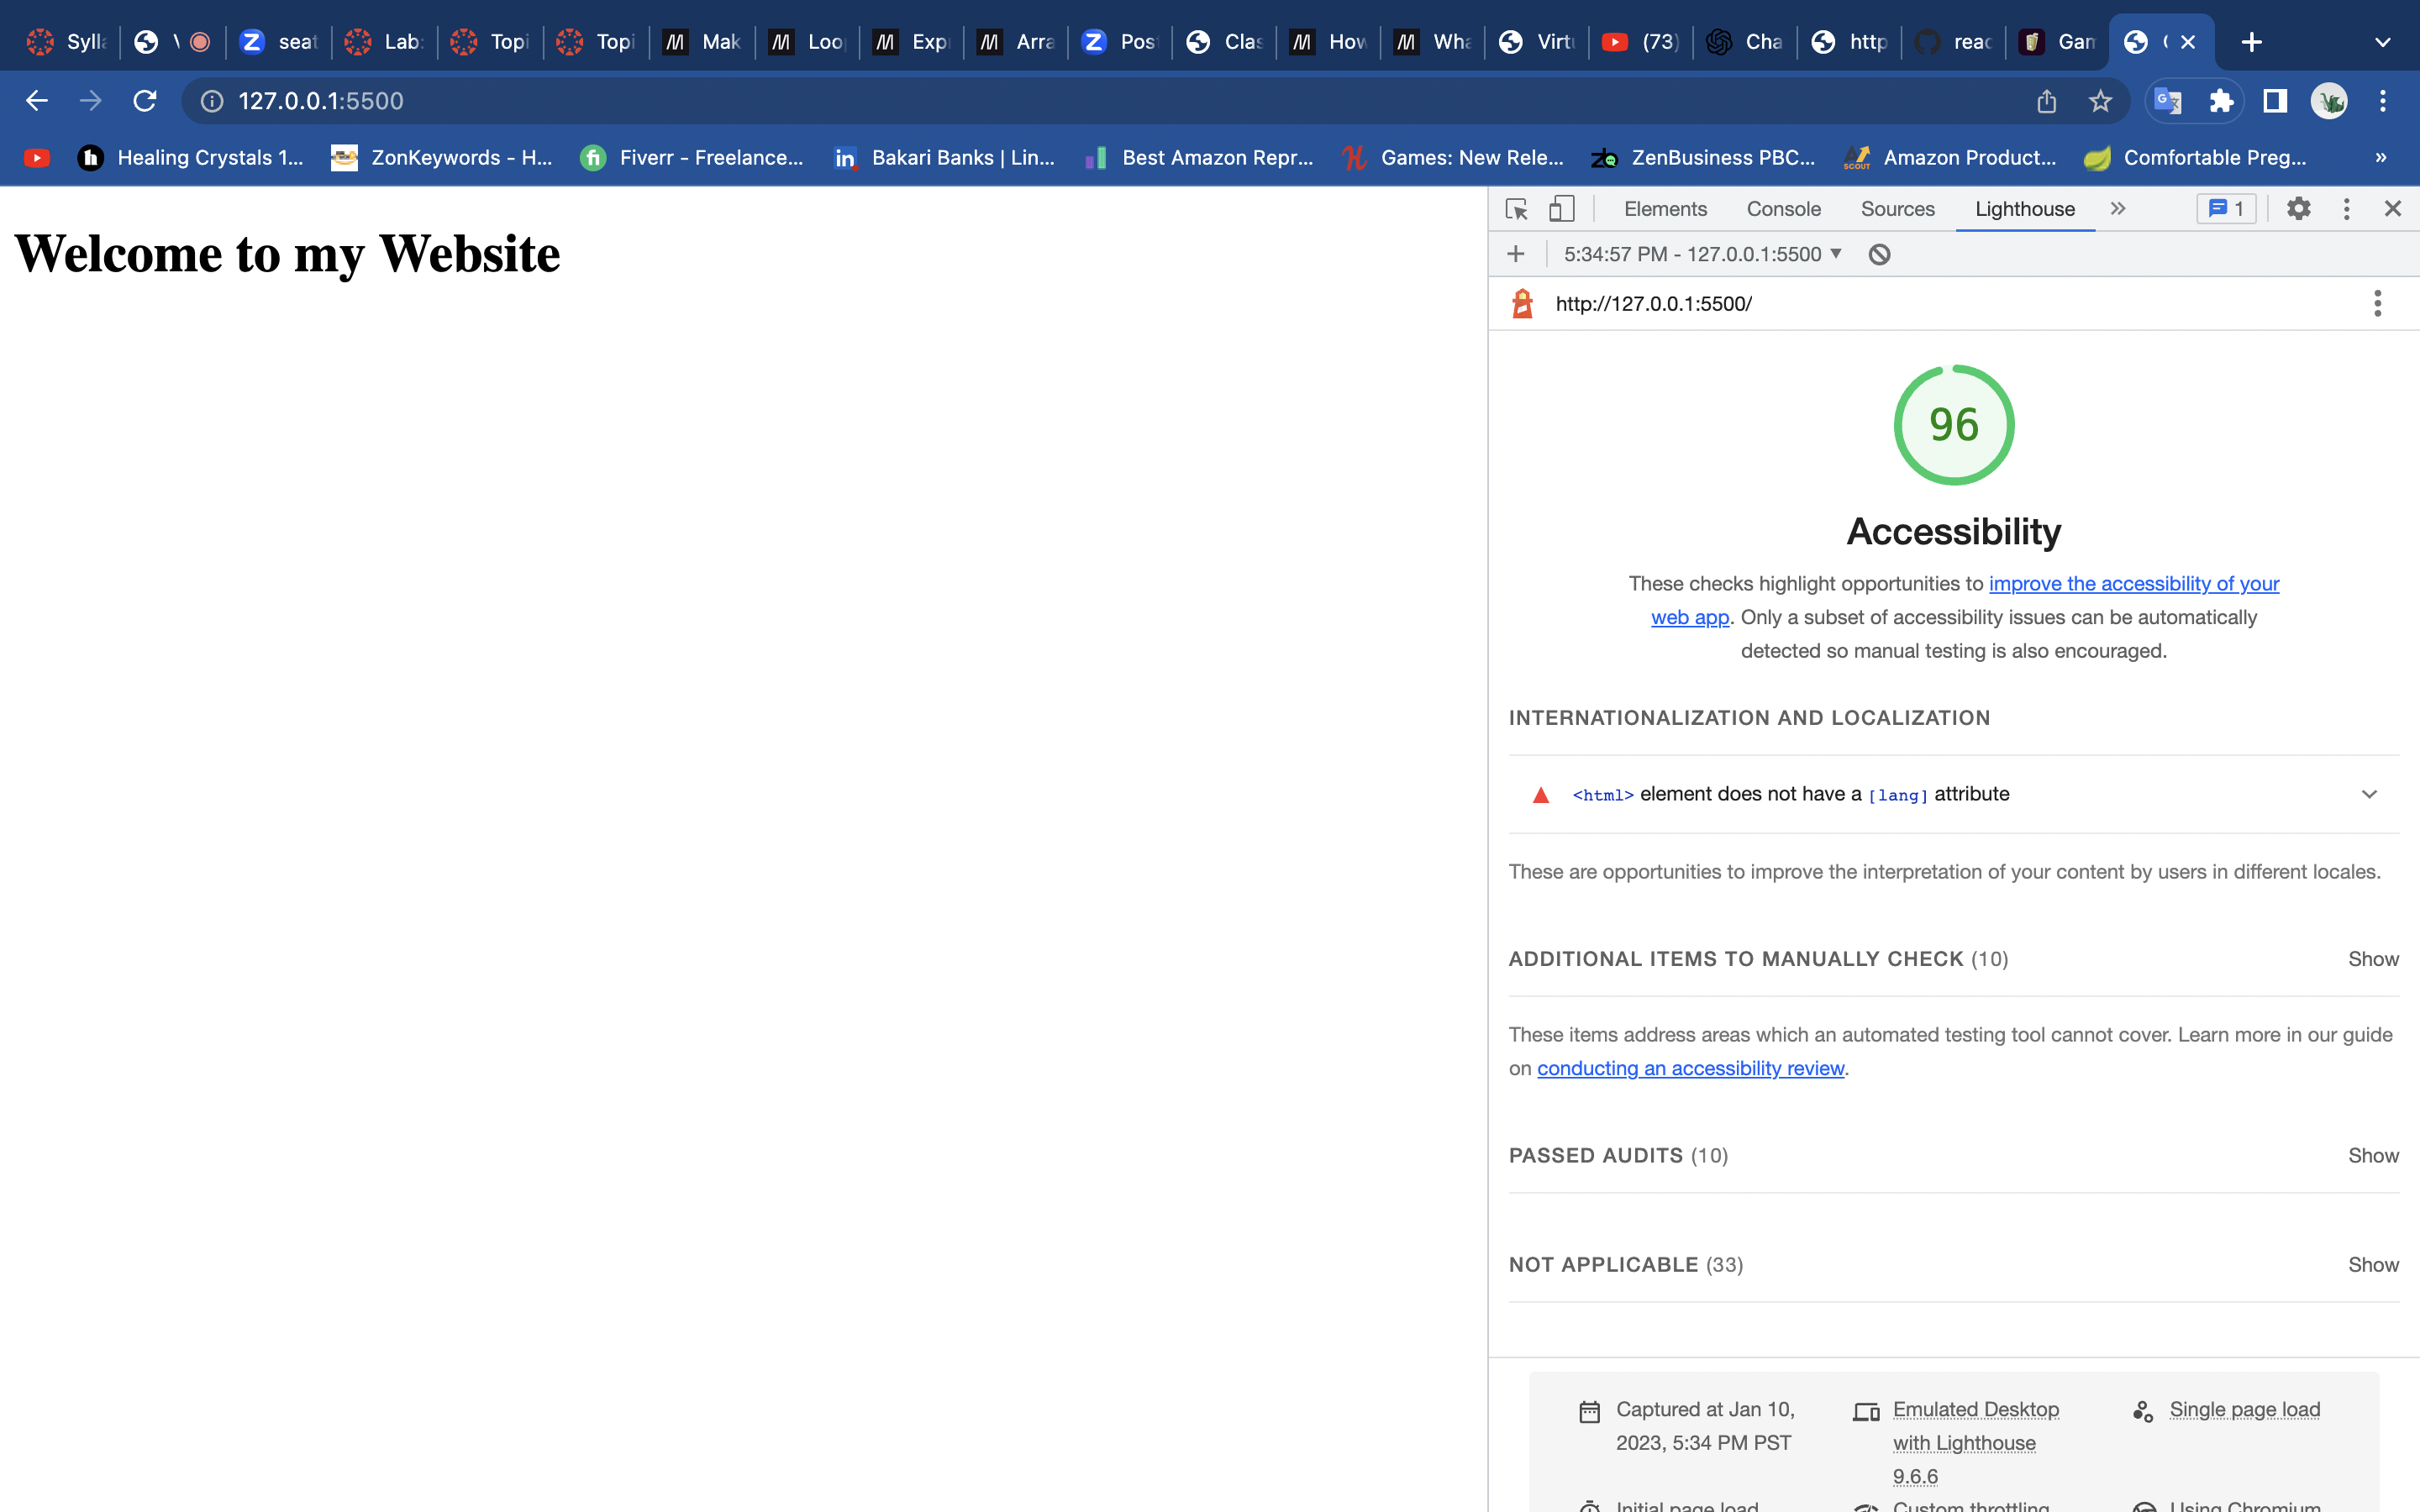 Sylla
seat
Lab:
Topi
Topi
Mak
Loo
Exp
Arra
Post
Clas
How
Wha
Virtu
(73)
Cha
http
reac
Gam
127.0.0.1:5500
Healing Crystals 1...
ZonKeywords - H...
Fiverr - Freelance...
Bakari Banks | Lin...
Best Amazon Repr...
Games: New Rele...
ZenBusiness PBC...
Amazon Product...
Comfortable Preg...
»
Welcome to my Website
Elements Console Sources Lighthouse » 1
5:34:57 PM - 127.0.0.1:5500
http://127.0.0.1:5500/
96
Accessibility
These checks highlight opportunities to improve the accessibility of your
web app. Only a subset of accessibility issues can be automatically
detected so manual testing is also encouraged.
INTERNATIONALIZATION AND LOCALIZATION
<html> element does not have a [lang] attribute
These are opportunities to improve the interpretation of your content by users in different locales.
ADDITIONAL ITEMS TO MANUALLY CHECK (10) Show
These items address areas which an automated testing tool cannot cover. Learn more in our guide
on conducting an accessibility review.
PASSED AUDITS (10) Show
NOT APPLICABLE (33) Show
Captured at Jan 10,
2023, 5:34 PM PST
Emulated Desktop
with Lighthouse
9.6.6
Single page load
Initial page load
Custom throttling
Using Chromium